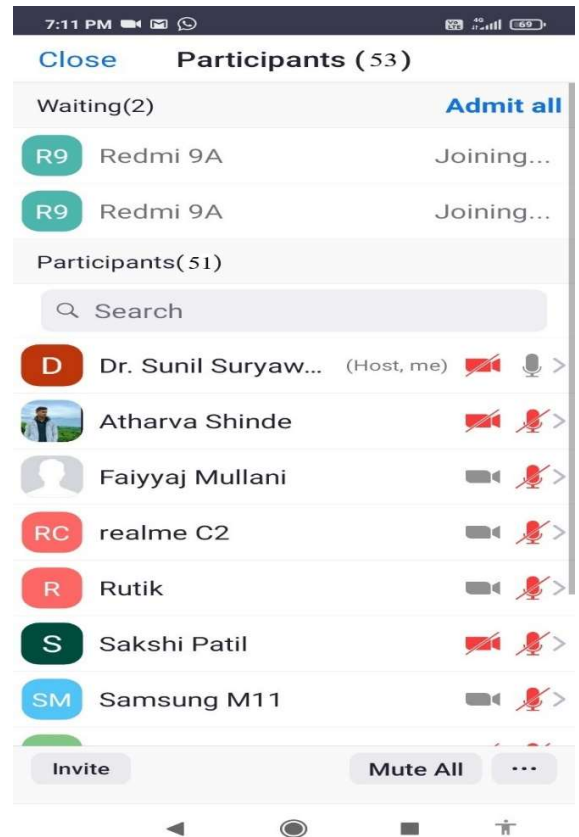 7:11 PM 4G 69
Close Participants (53)
Waiting(2) Admit all
R9 Redmi 9A Joining...
R9 Redmi 9A Joining...
Participants(51)
Search
D Dr. Sunil Suryaw... (Host, me)
Atharva Shinde
Faiyyaj Mullani
RC realme C2
R Rutik
S Sakshi Patil
SM Samsung M11
Invite Mute All ...